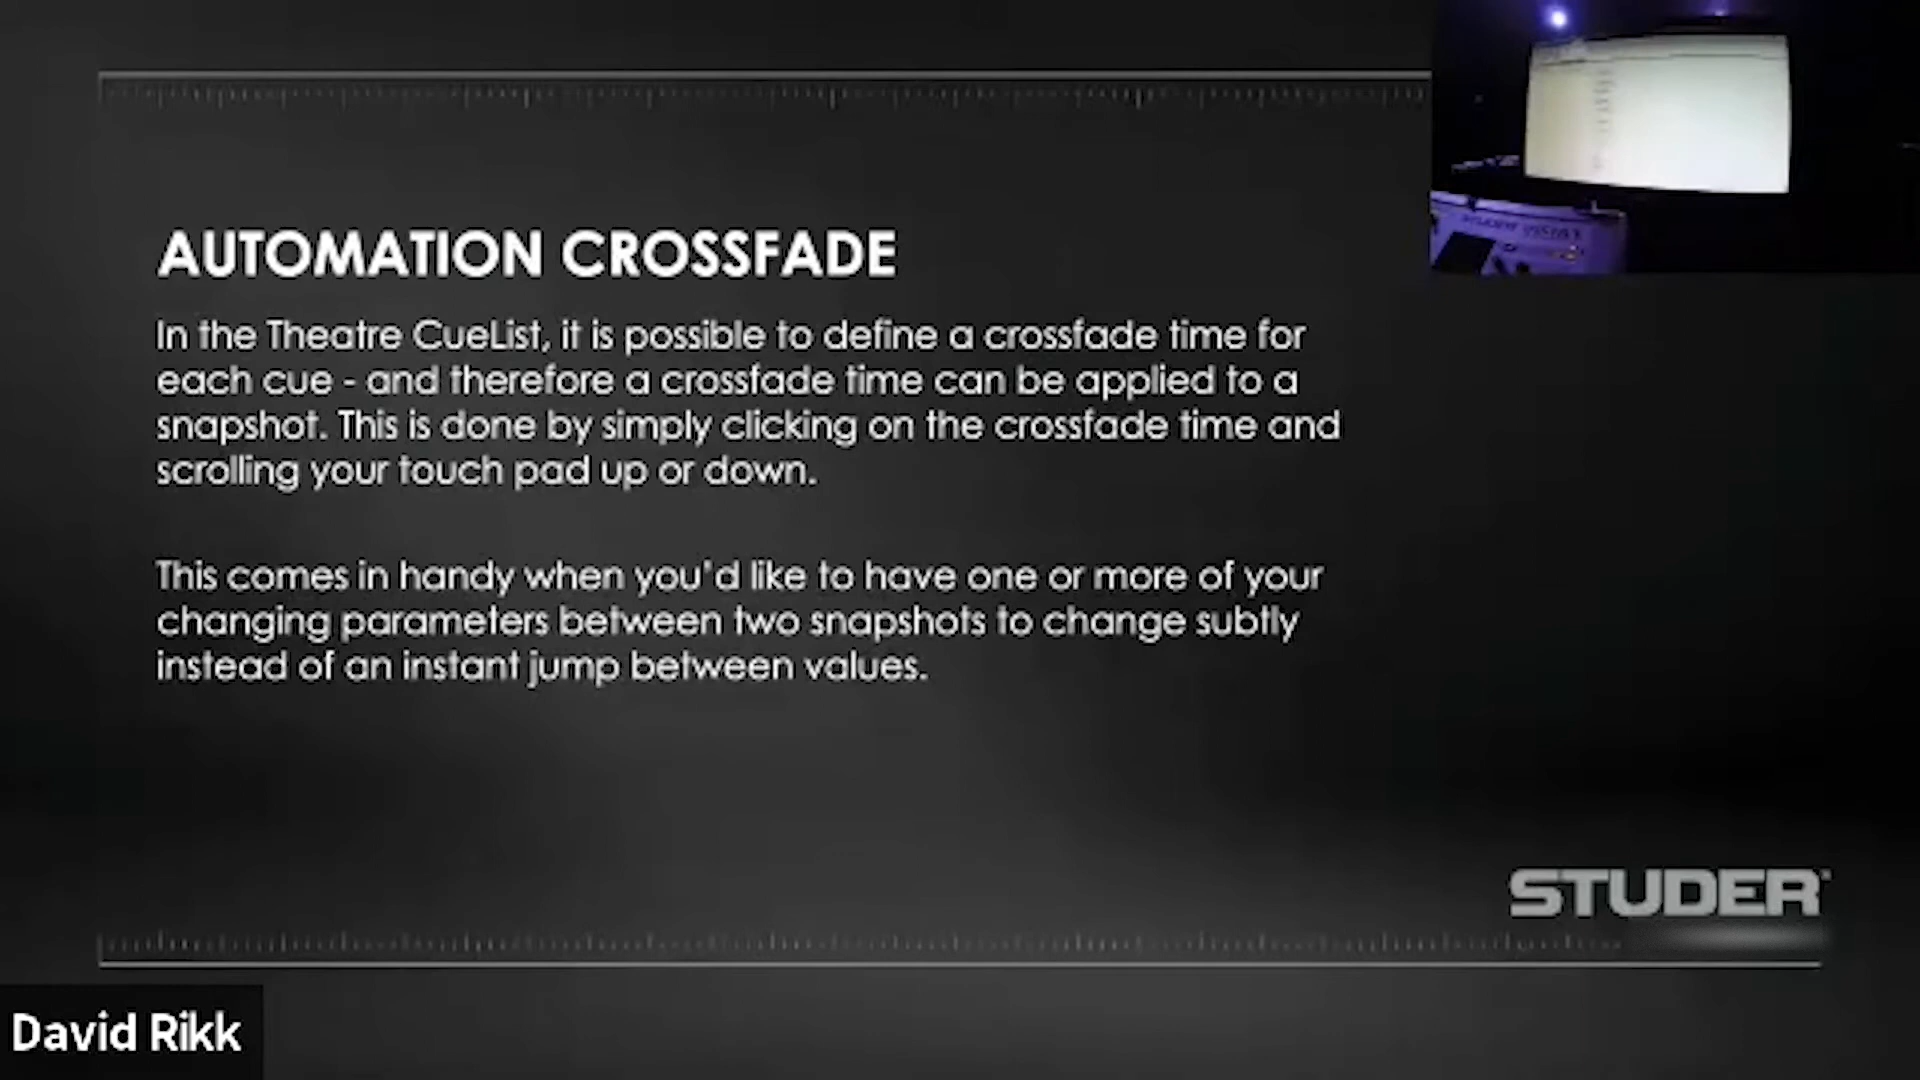 AUTOMATION CROSSFADE
In the Theatre CueList, it is possible to define a crossfade time for
each cue - and therefore a crossfade time can be applied to a
snapshot. This is done by simply clicking on the crossfade time and
scrolling your touch pad up or down.
This comes in handy when you'd like to have one or more of your
changing parameters between two snapshots to change subtly
instead of an instant jump between values.
STUDER
David Rikk